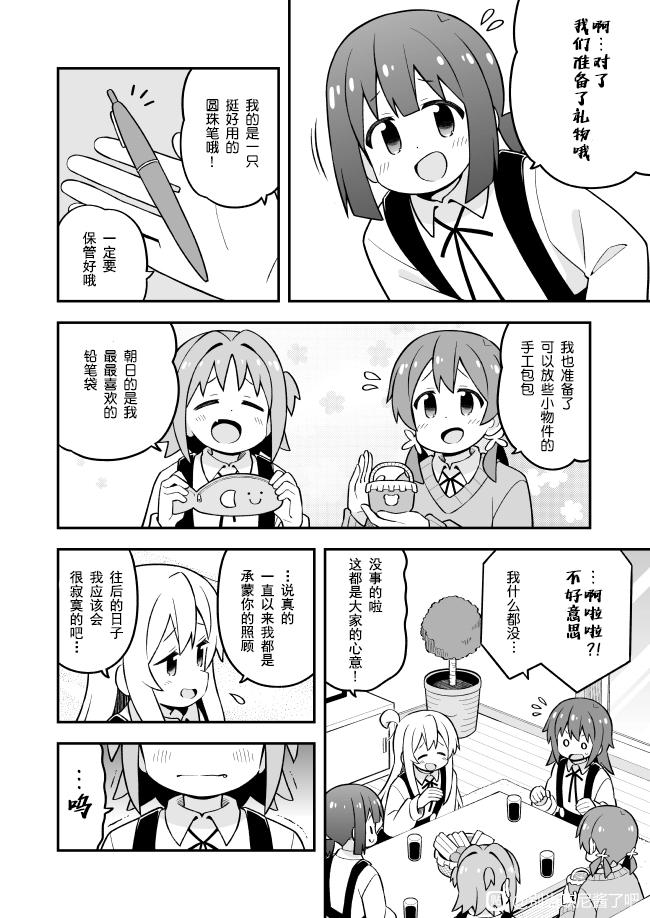 啊…对了
我们准备
了礼物哦
我的是一只
挺好用的
圆珠笔哦！
一定要
保管好哦
我也准备了
可以放些小物件的
手工包包
朝日的是我
最最喜欢的
铅笔袋
…啊啦啦?!
不好意思
我什么都没…
没事的啦
这都是大家的心意！
…说真的
一直以来我都是
承蒙你的照顾
往后的日子
我应该会
很寂寞的吧…
…呜